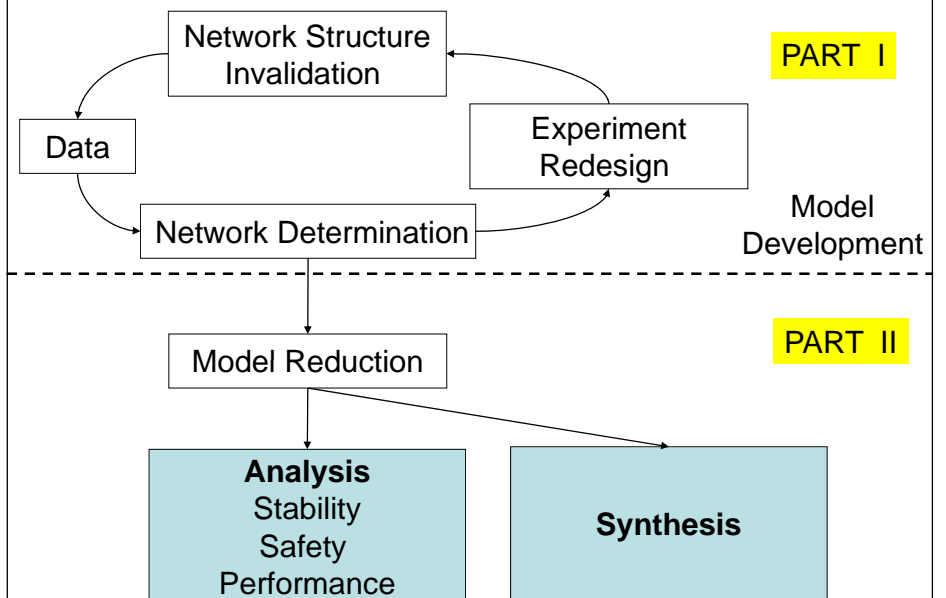 Network Structure
Invalidation
PART I
Data
Experiment
Redesign
Network Determination
Model
Development
PART II
Model Reduction
Analysis
Stability
Safety
Performance
Synthesis